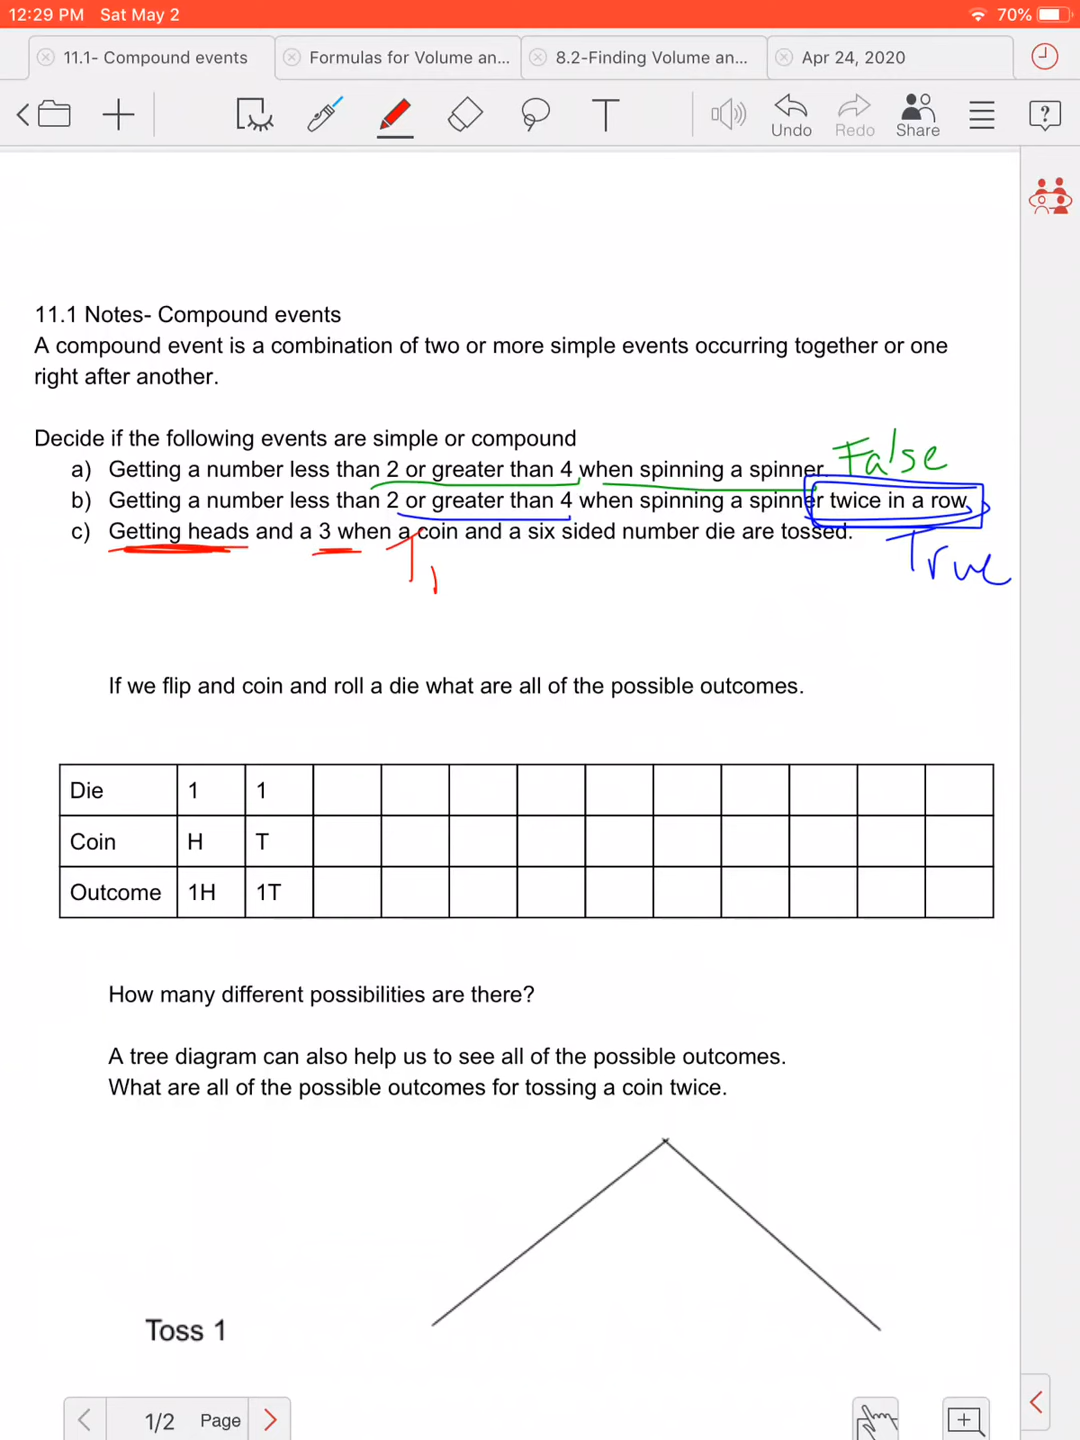 12:29 PM Sat May 2 70%
11.1- Compound events Formulas for Volume an... 8.2-Finding Volume an... Apr 24, 2020
T Undo Redo Share ?
11.1 Notes- Compound events
A compound event is a combination of two or more simple events occurring together or one
right after another.
Decide if the following events are simple or compound
a) Getting a number less than 2 or greater than 4 when spinning a spinner. False
b) Getting a number less than 2 or greater than 4 when spinning a spinner twice in a row.
c) Getting heads and a 3 when a coin and a six sided number die are tossed.
True
If we flip and coin and roll a die what are all of the possible outcomes.
Die 1 1
Coin H T
Outcome 1H 1T
How many different possibilities are there?
A tree diagram can also help us to see all of the possible outcomes.
What are all of the possible outcomes for tossing a coin twice.
Toss 1
1/2 Page